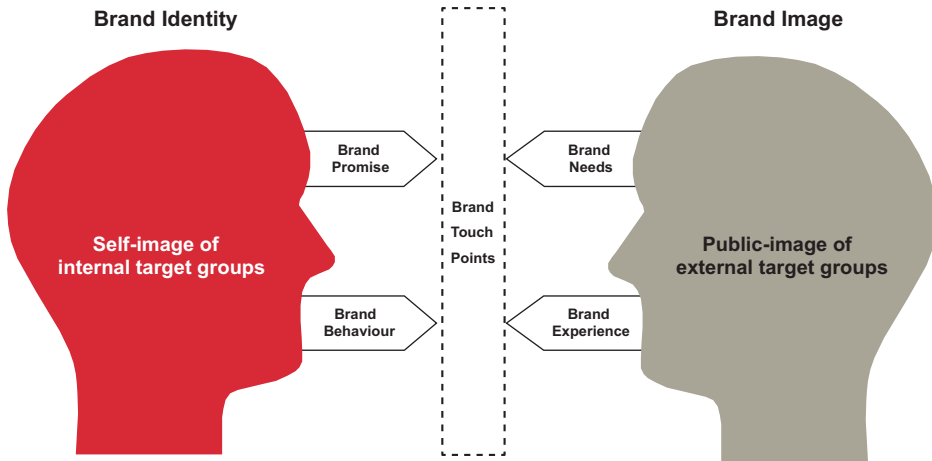 Brand Identity
Brand Image
Brand
Promise
Brand
Needs
Brand
Touch
Points
Self-image of
internal target groups
Public-image of
external target groups
Brand
Behaviour
Brand
Experience